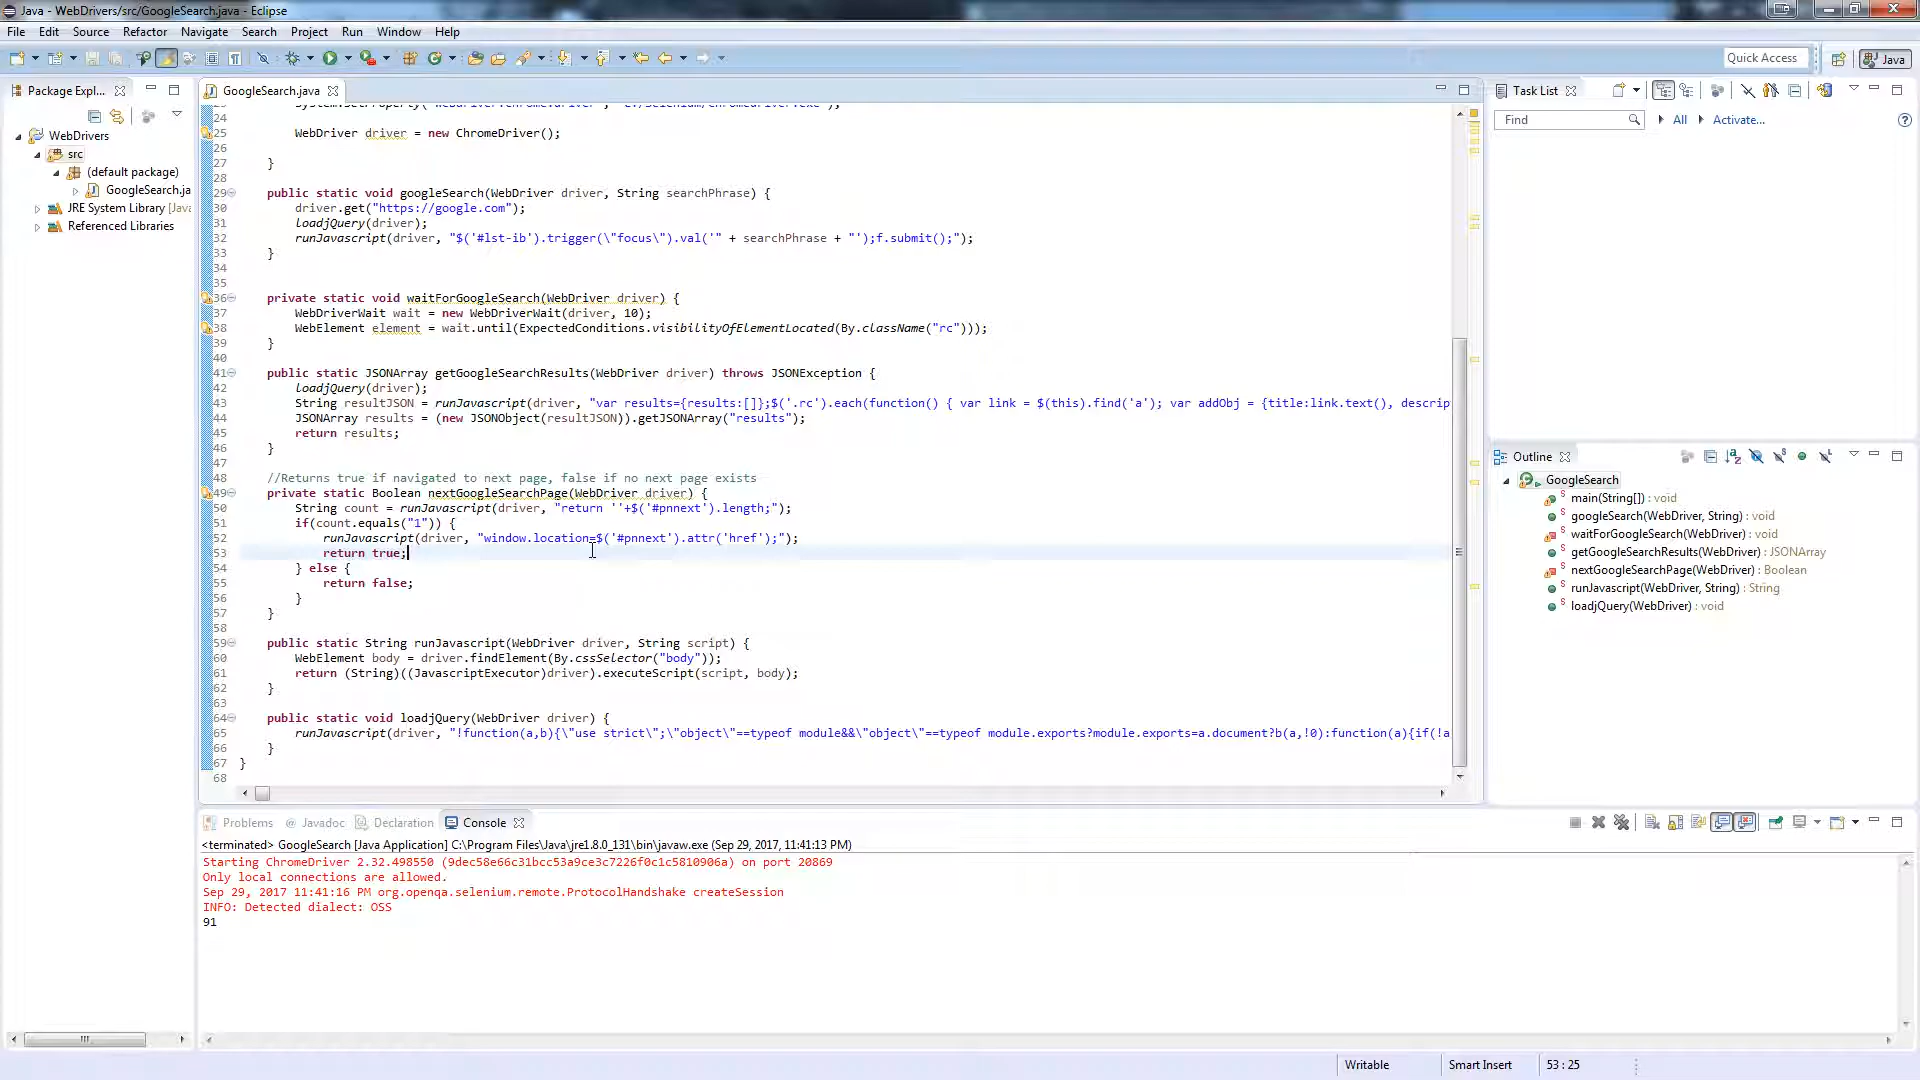 Java - WebDrivers/src/GoogleSearch.java - Eclipse
File Edit Source Refactor Navigate Search Project Run Window Help
Quick Access
Java
Package Expl...
WebDrivers
src
(default package)
GoogleSearch.ja
JRE System Library [Java
Referenced Libraries
GoogleSearch.java
24
25 WebDriver driver = new ChromeDriver();
26
27 }
28
29 public static void googleSearch(WebDriver driver, String searchPhrase) {
30 driver.get("https://google.com");
31 loadjQuery(driver);
32 runJavascript(driver, "$('#lst-ib').trigger(\"focus\").val('" + searchPhrase + "');f.submit();");
33 }
34
35
36 private static void waitForGoogleSearch(WebDriver driver) {
37 WebDriverWait wait = new WebDriverWait(driver, 10);
38 WebElement element = wait.until(ExpectedConditions.visibilityOfElementLocated(By.className("rc")));
39 }
40
41 public static JSONArray getGoogleSearchResults(WebDriver driver) throws JSONException {
42 loadjQuery(driver);
43 String resultJSON = runJavascript(driver, "var results={results:[]};$('.rc').each(function() { var link = $(this).find('a'); var addObj = {title:link.text(), descrip
44 JSONArray results = (new JSONObject(resultJSON)).getJSONArray("results");
45 return results;
46 }
47
48 //Returns true if navigated to next page, false if no next page exists
49 private static Boolean nextGoogleSearchPage(WebDriver driver) {
50 String count = runJavascript(driver, "return ''+$('#pnnext').length;");
51 if(count.equals("1")) {
52 runJavascript(driver, "window.location=$('#pnnext').attr('href');");
53 return true;
54 } else {
55 return false;
56 }
57 }
58
59 public static String runJavascript(WebDriver driver, String script) {
60 WebElement body = driver.findElement(By.cssSelector("body"));
61 return (String)((JavascriptExecutor)driver).executeScript(script, body);
62 }
63
64 public static void loadjQuery(WebDriver driver) {
65 runJavascript(driver, "!function(a,b){\"use strict\";\"object\"==typeof module&&\"object\"==typeof module.exports?module.exports=a.document?b(a,!0):function(a){if(!a
66 }
67 }
68
Task List
Find
All
Activate...
Outline
GoogleSearch
main(String[]) : void
googleSearch(WebDriver, String) : void
waitForGoogleSearch(WebDriver) : void
getGoogleSearchResults(WebDriver) : JSONArray
nextGoogleSearchPage(WebDriver) : Boolean
runJavascript(WebDriver, String) : String
loadjQuery(WebDriver) : void
Problems @ Javadoc Declaration Console
<terminated> GoogleSearch [Java Application] C:\Program Files\Java\jre1.8.0_131\bin\javaw.exe (Sep 29, 2017, 11:41:13 PM)
Starting ChromeDriver 2.32.498550 (9dec58e66c31bcc53a9ce3c7226f0c1c5810906a) on port 20869
Only local connections are allowed.
Sep 29, 2017 11:41:16 PM org.openqa.selenium.remote.ProtocolHandshake createSession
INFO: Detected dialect: OSS
91
Writable
Smart Insert
53 : 25